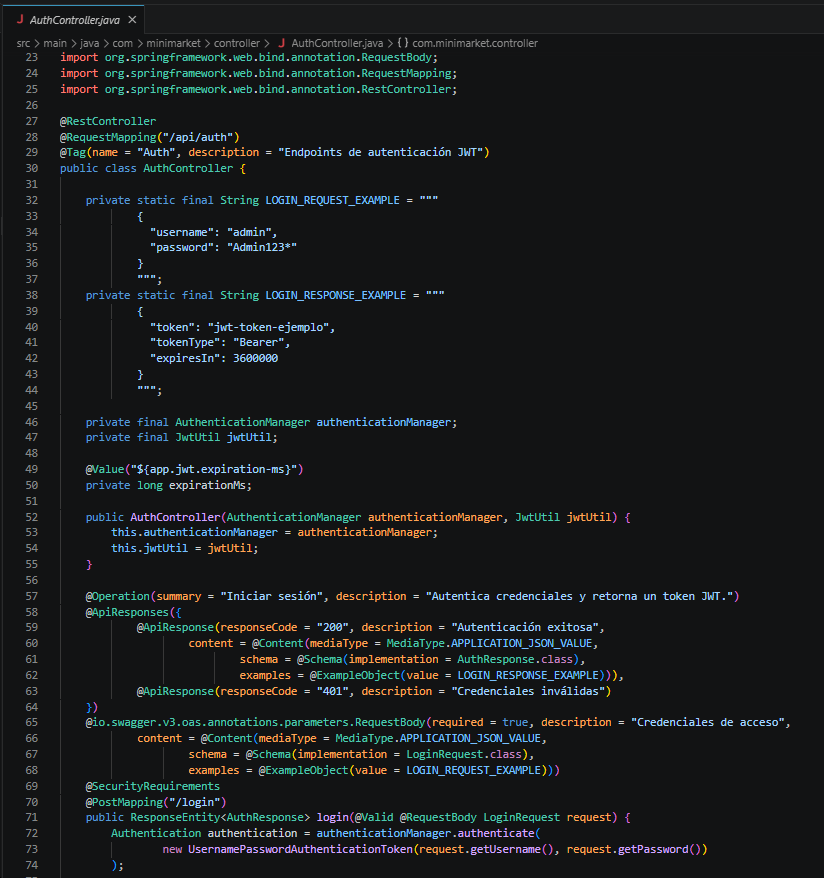 J AuthController.java ×
src > main > java > com > minimarket > controller > J AuthController.java > {} com.minimarket.controller
23 import org.springframework.web.bind.annotation.RequestBody;
24 import org.springframework.web.bind.annotation.RequestMapping;
25 import org.springframework.web.bind.annotation.RestController;
26
27 @RestController
28 @RequestMapping("/api/auth")
29 @Tag(name = "Auth", description = "Endpoints de autenticación JWT")
30 public class AuthController {
31
32     private static final String LOGIN_REQUEST_EXAMPLE = """
33             {
34               "username": "admin",
35               "password": "Admin123*"
36             }
37             """;
38     private static final String LOGIN_RESPONSE_EXAMPLE = """
39             {
40               "token": "jwt-token-ejemplo",
41               "tokenType": "Bearer",
42               "expiresIn": 3600000
43             }
44             """;
45
46     private final AuthenticationManager authenticationManager;
47     private final JwtUtil jwtUtil;
48
49     @Value("${app.jwt.expiration-ms}")
50     private long expirationMs;
51
52     public AuthController(AuthenticationManager authenticationManager, JwtUtil jwtUtil) {
53         this.authenticationManager = authenticationManager;
54         this.jwtUtil = jwtUtil;
55     }
56
57     @Operation(summary = "Iniciar sesión", description = "Autentica credenciales y retorna un token JWT.")
58     @ApiResponses({
59             @ApiResponse(responseCode = "200", description = "Autenticación exitosa",
60                     content = @Content(mediaType = MediaType.APPLICATION_JSON_VALUE,
61                             schema = @Schema(implementation = AuthResponse.class),
62                             examples = @ExampleObject(value = LOGIN_RESPONSE_EXAMPLE))),
63             @ApiResponse(responseCode = "401", description = "Credenciales inválidas")
64     })
65     @io.swagger.v3.oas.annotations.parameters.RequestBody(required = true, description = "Credenciales de acceso",
66             content = @Content(mediaType = MediaType.APPLICATION_JSON_VALUE,
67                     schema = @Schema(implementation = LoginRequest.class),
68                     examples = @ExampleObject(value = LOGIN_REQUEST_EXAMPLE)))
69     @SecurityRequirements
70     @PostMapping("/login")
71     public ResponseEntity<AuthResponse> login(@Valid @RequestBody LoginRequest request) {
72         Authentication authentication = authenticationManager.authenticate(
73                 new UsernamePasswordAuthenticationToken(request.getUsername(), request.getPassword())
74         );